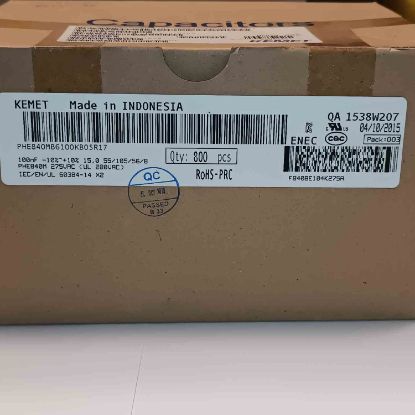 Capacitors
KEMET Made in INDONESIA
QA 1538W207
04/10/2015
ENEC
CQC
Pack:003
PHE840MB6100KB05R17
100nF -10%+10% 15.0 55/105/56/B
PHE840M 275VAC (UL 280VAC)
IEC/EN/UL 60384-14 X2
Qty: 800 pcs
RoHS-PRC
F840BE104K275A
QC
PASSED